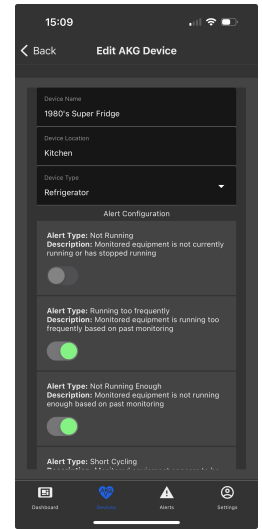 15:09
Back
Edit AKG Device
Device Name
1980's Super Fridge
Device Location
Kitchen
Device Type
Refrigerator
Alert Configuration
Alert Type: Not Running
Description: Monitored equipment is not currently
running or has stopped running
Alert Type: Running too frequently
Description: Monitored equipment is running too
frequently based on past monitoring
Alert Type: Not Running Enough
Description: Monitored equipment is not running
enough based on past monitoring
Alert Type: Short Cycling
Dashboard
Devices
Alerts
Settings